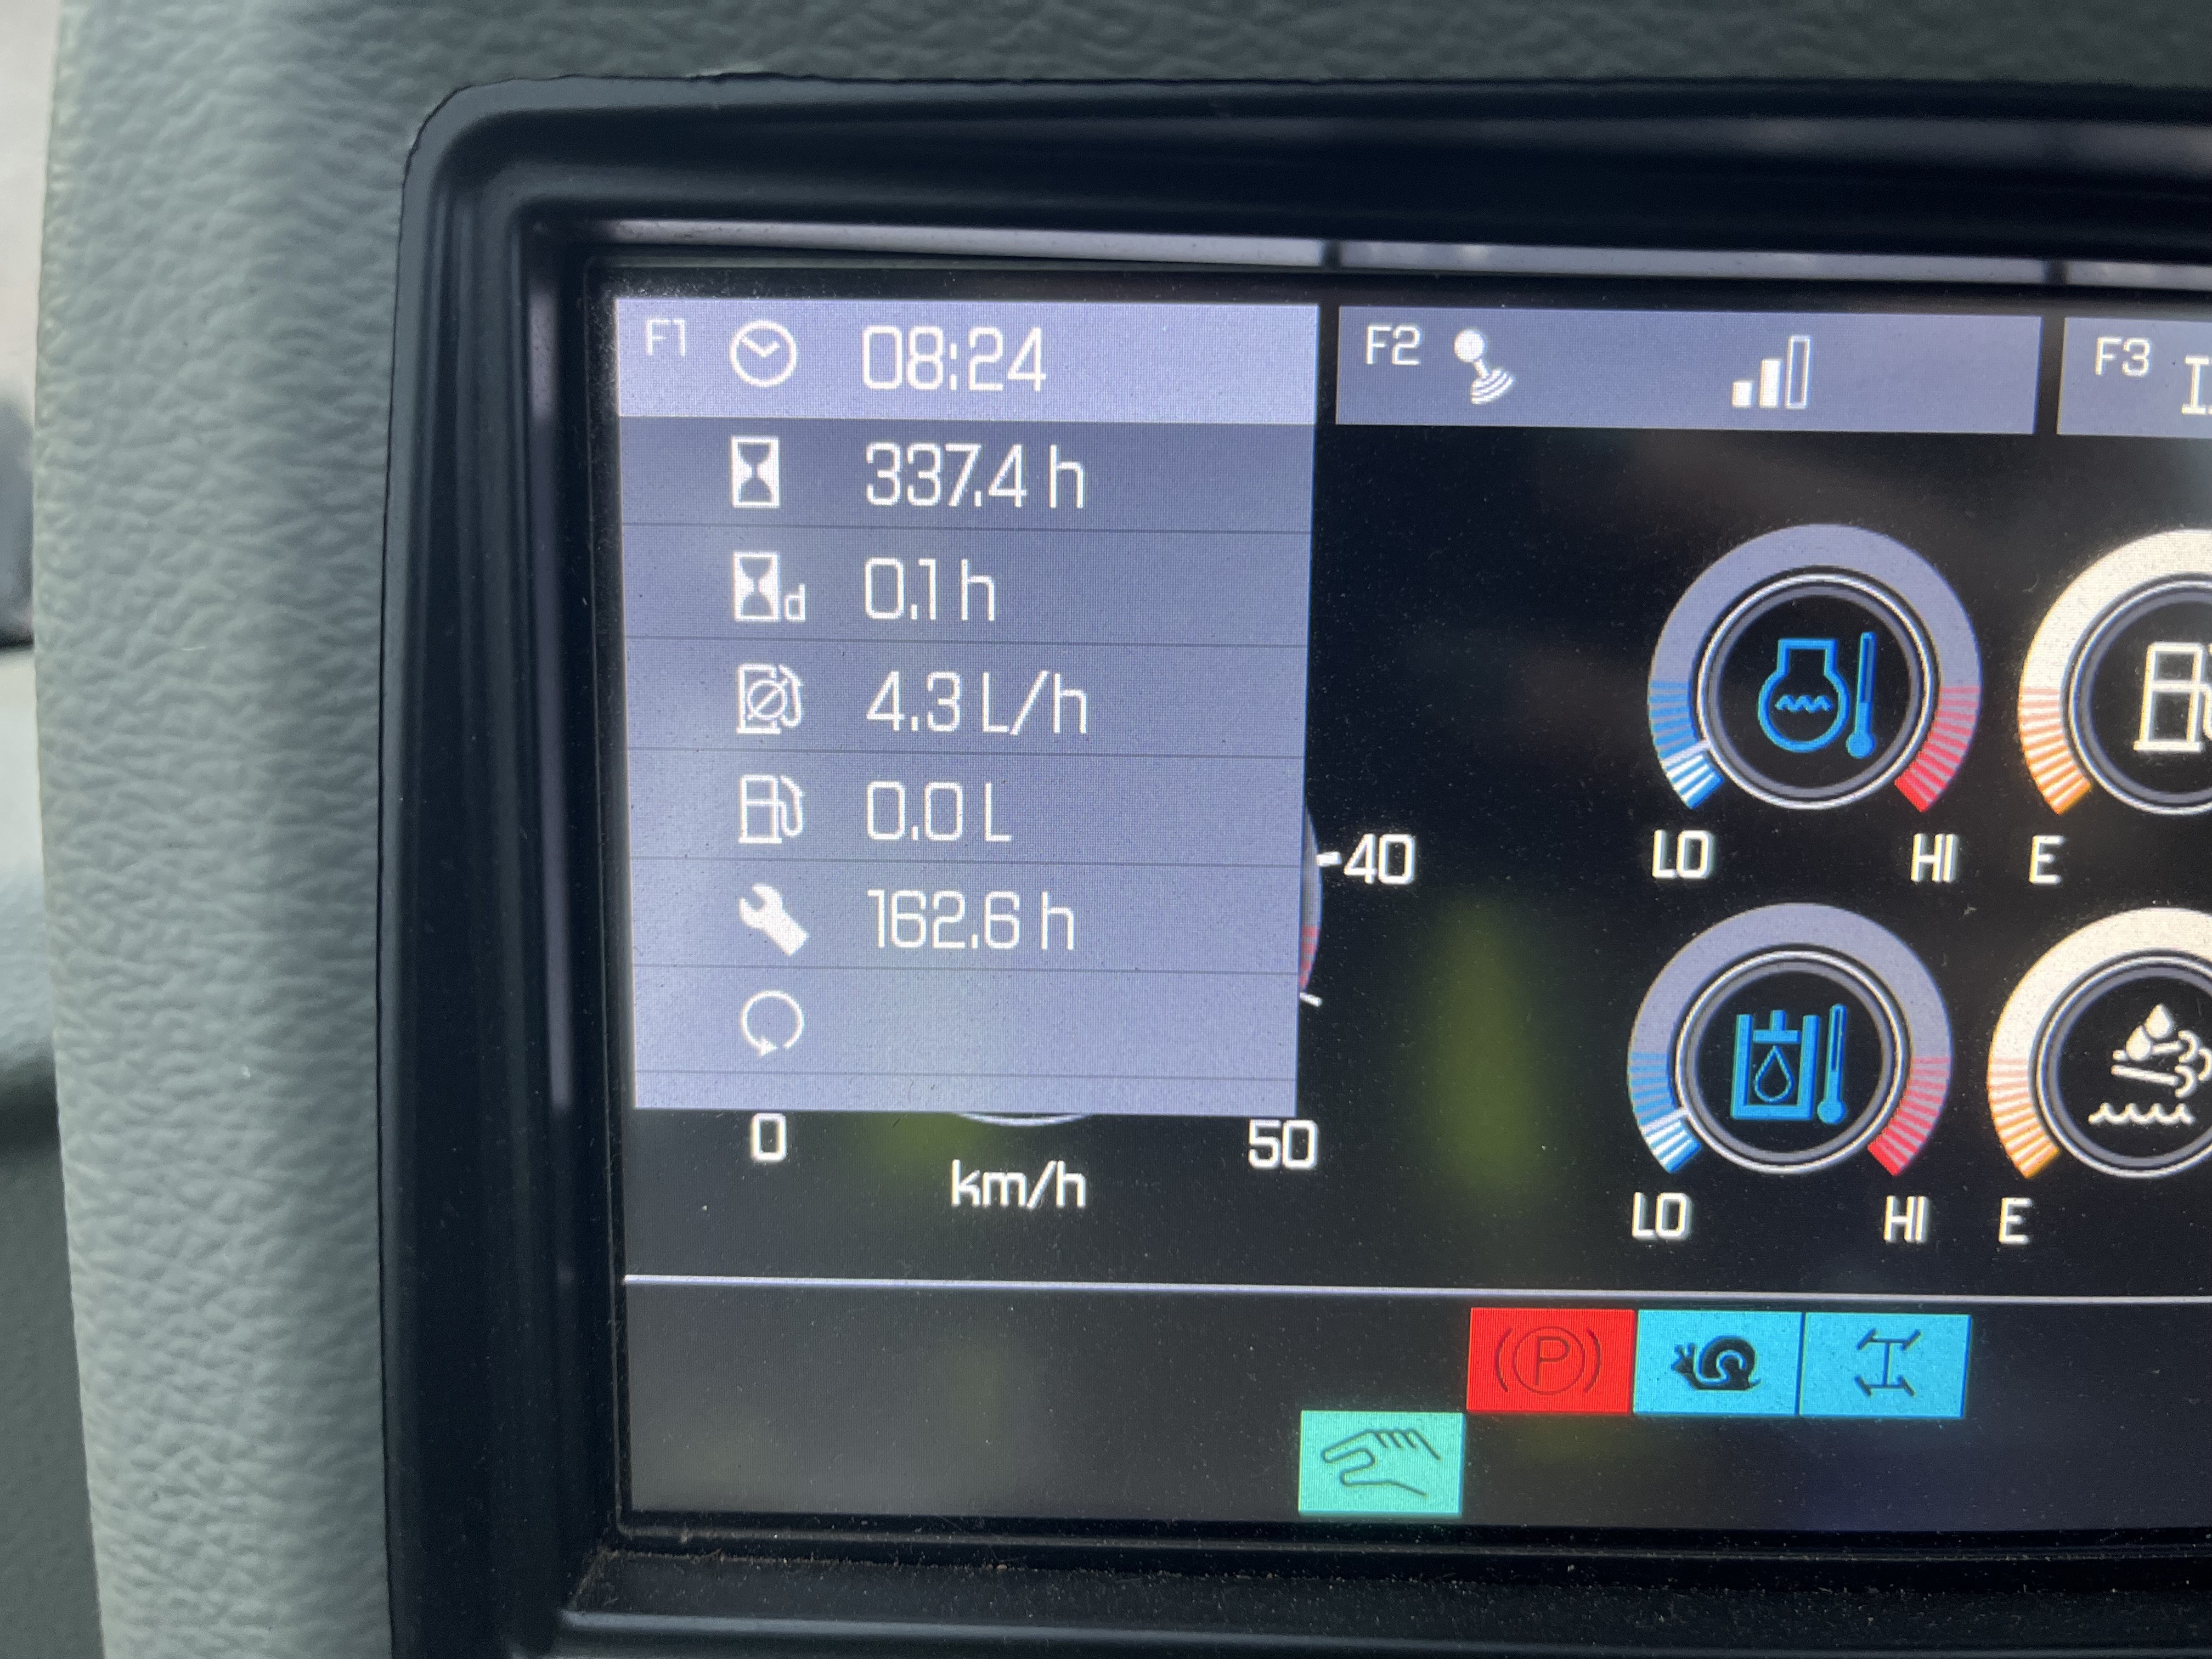 F1 08:24
F2
F3
337.4 h
0.1 h
d
4.3 L/h
0.0 L
162.6 h
40
0
50
km/h
LO
HI
E
LO
HI
E
P